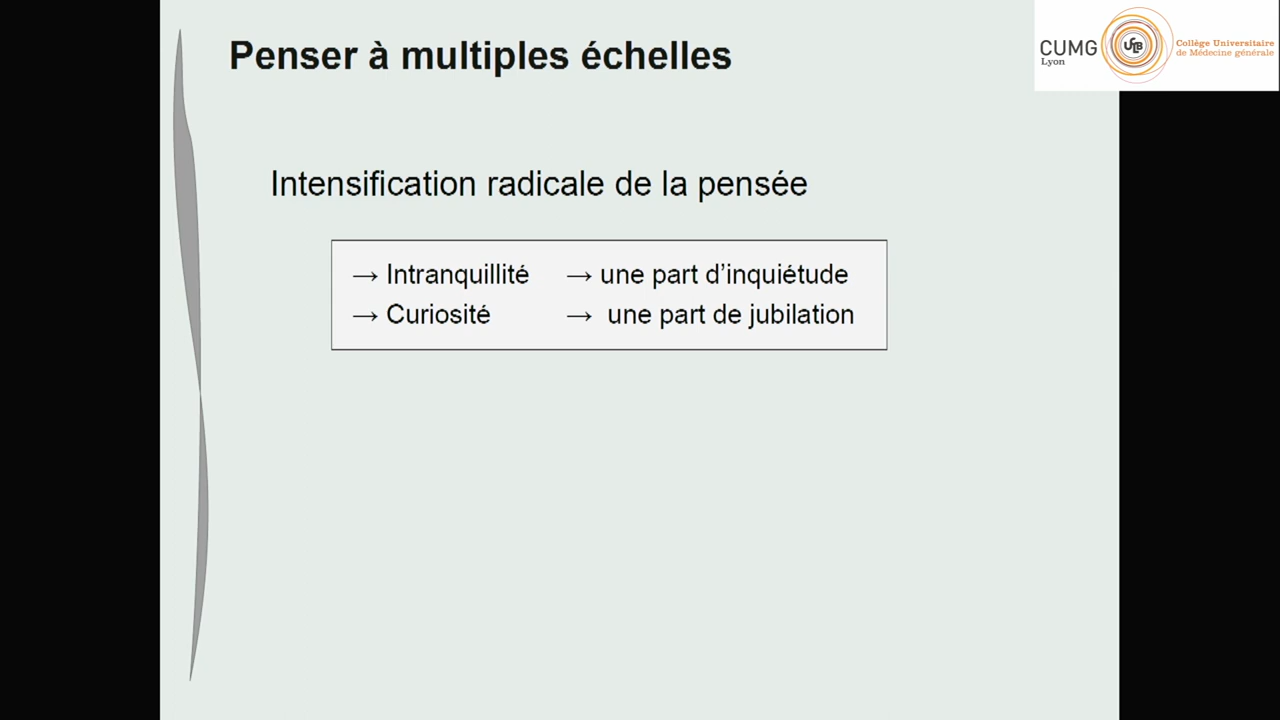 Penser à multiples échelles
CUMG
Lyon
UCLB
Collège Universitaire
de Médecine générale
Intensification radicale de la pensée
→ Intranquillité → une part d’inquiétude
→ Curiosité → une part de jubilation